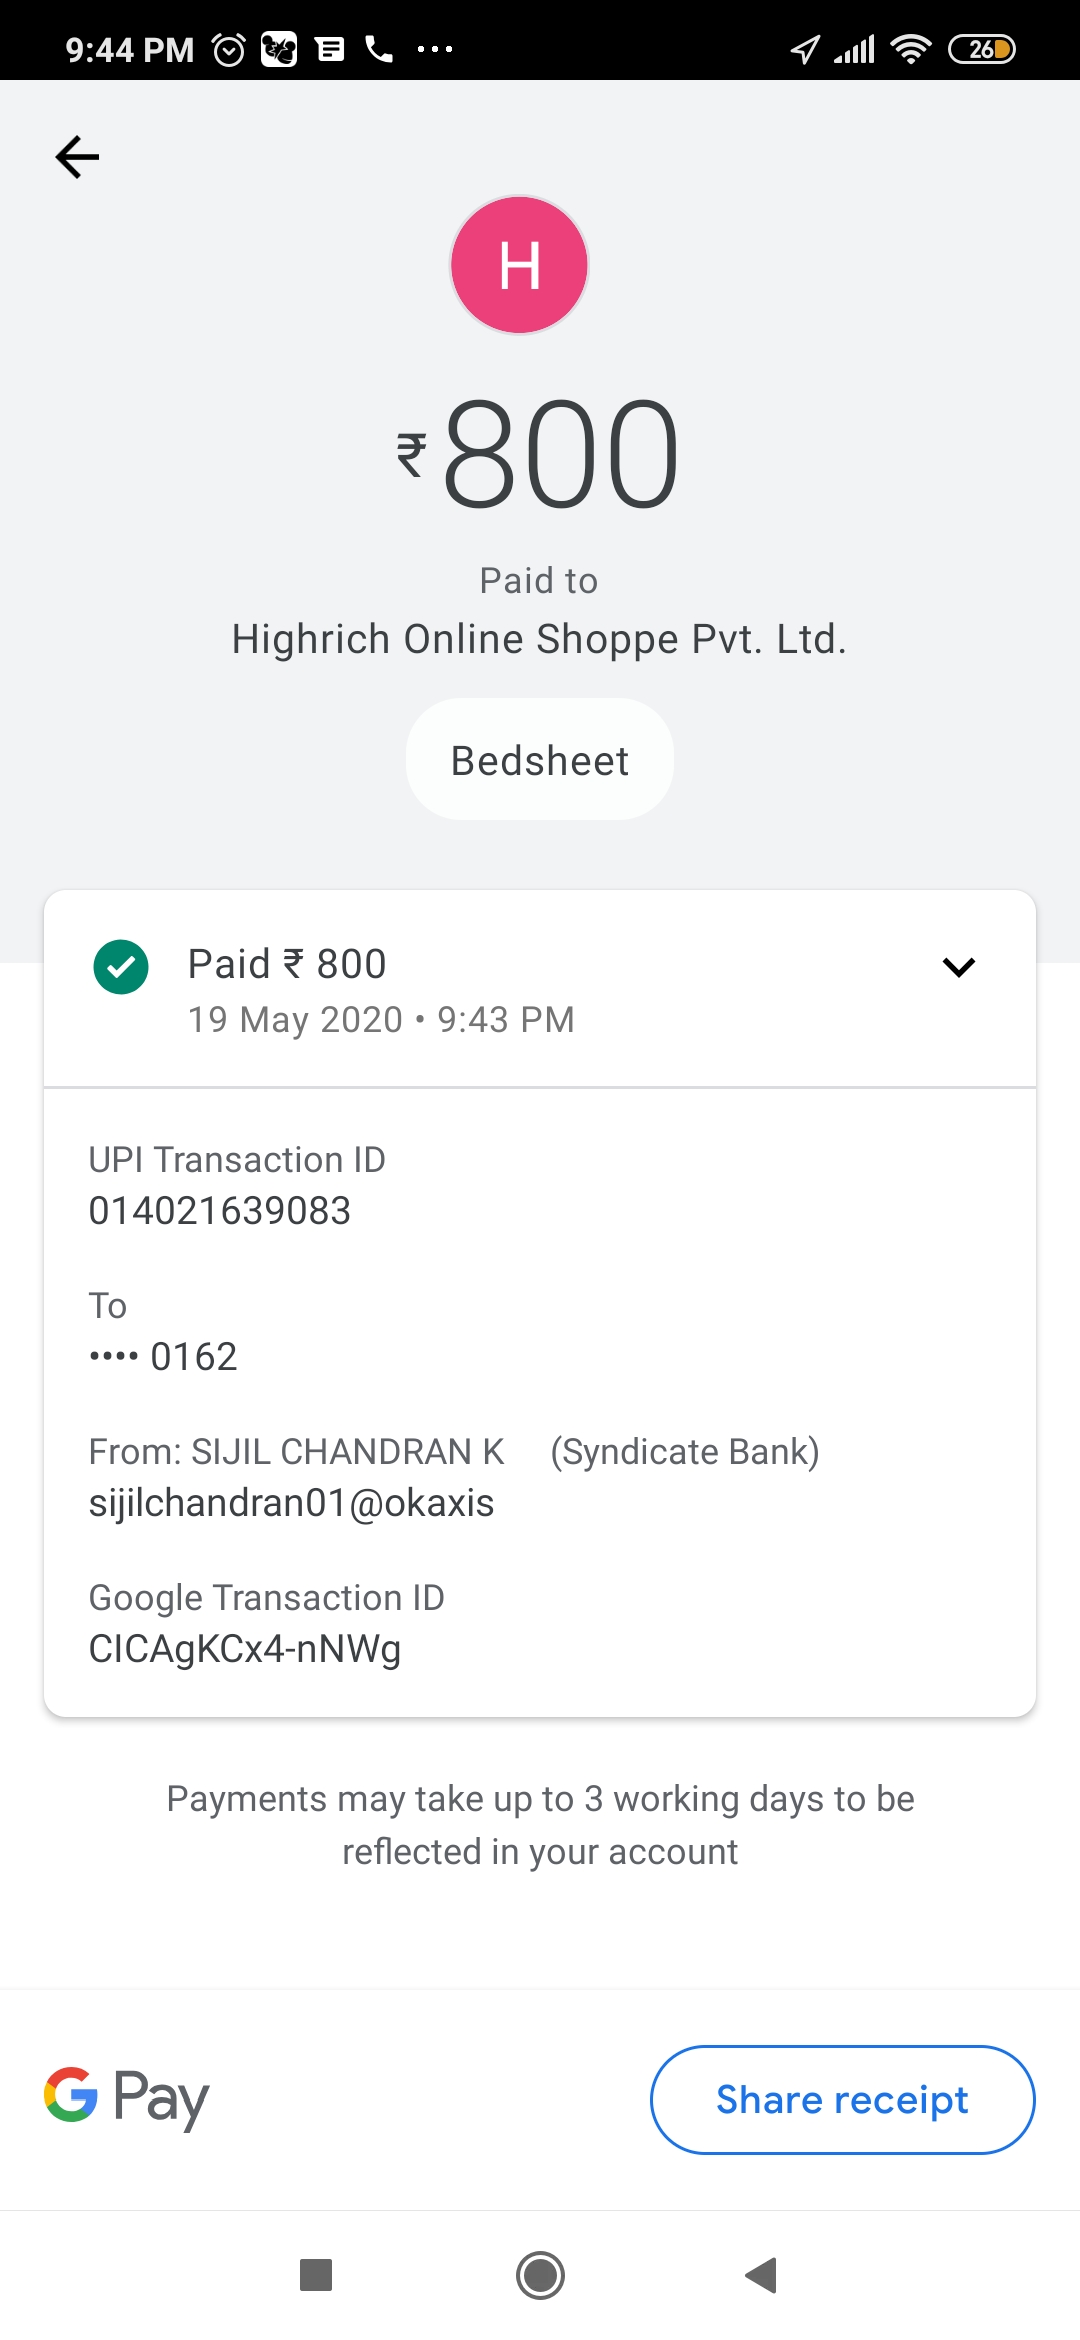 9:44 PM
26
H
₹800
Paid to
Highrich Online Shoppe Pvt. Ltd.
Bedsheet
Paid ₹ 800
19 May 2020 • 9:43 PM
UPI Transaction ID
014021639083
To
•••• 0162
From: SIJIL CHANDRAN K (Syndicate Bank)
sijilchandran01@okaxis
Google Transaction ID
CICAgKCx4-nNWg
Payments may take up to 3 working days to be
reflected in your account
G Pay
Share receipt